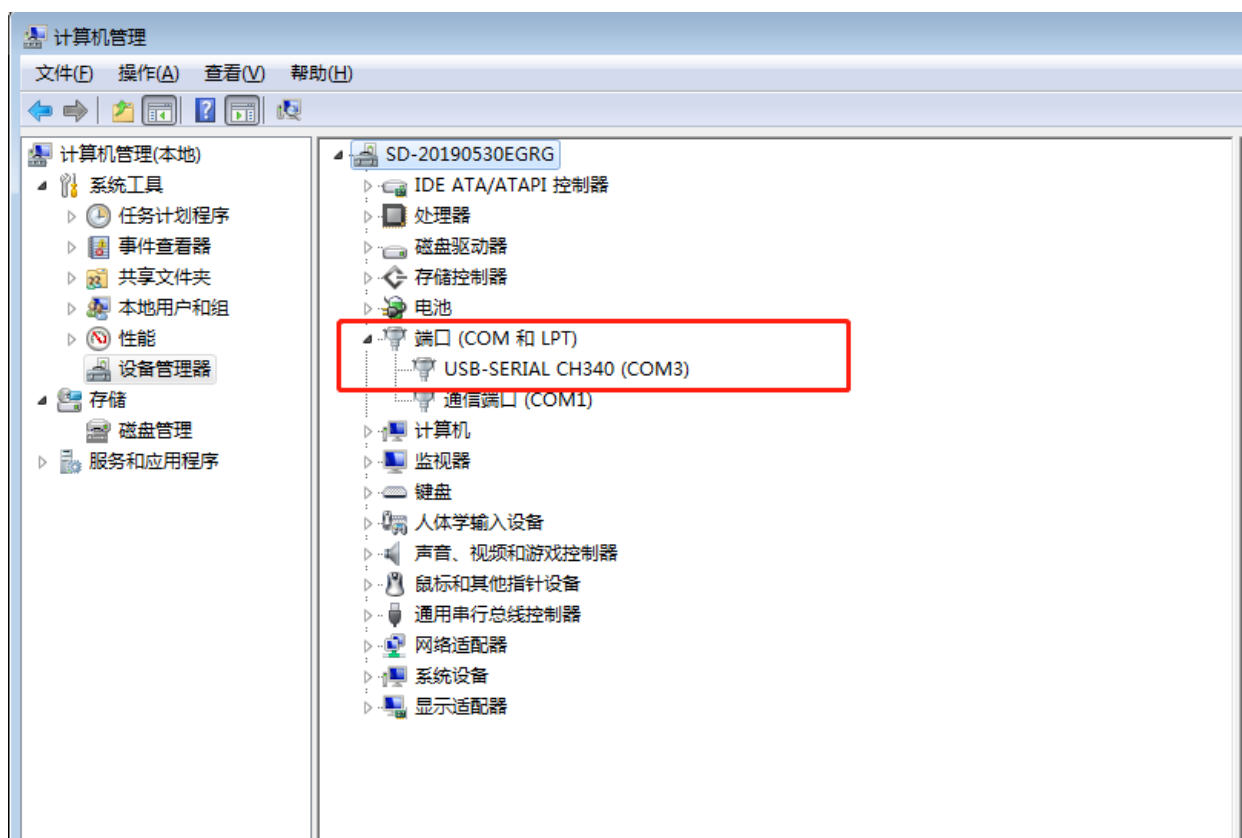 计算机管理
文件(F) 操作(A) 查看(V) 帮助(H)
计算机管理(本地)
系统工具
任务计划程序
事件查看器
共享文件夹
本地用户和组
性能
设备管理器
存储
磁盘管理
服务和应用程序
SD-20190530EGRG
IDE ATA/ATAPI 控制器
处理器
磁盘驱动器
存储控制器
电池
端口 (COM 和 LPT)
USB-SERIAL CH340 (COM3)
通信端口 (COM1)
计算机
监视器
键盘
人体学输入设备
声音、视频和游戏控制器
鼠标和其他指针设备
通用串行总线控制器
网络适配器
系统设备
显示适配器